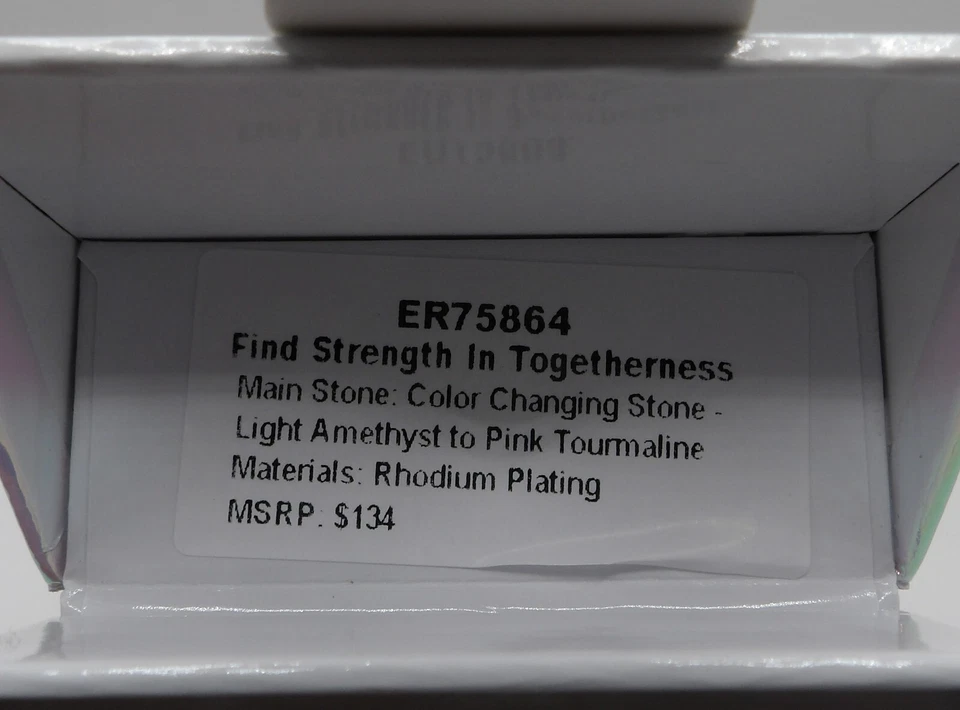 ER75864
Find Strength In Togetherness
Main Stone: Color Changing Stone -
Light Amethyst to Pink Tourmaline
Materials: Rhodium Plating
MSRP: $134